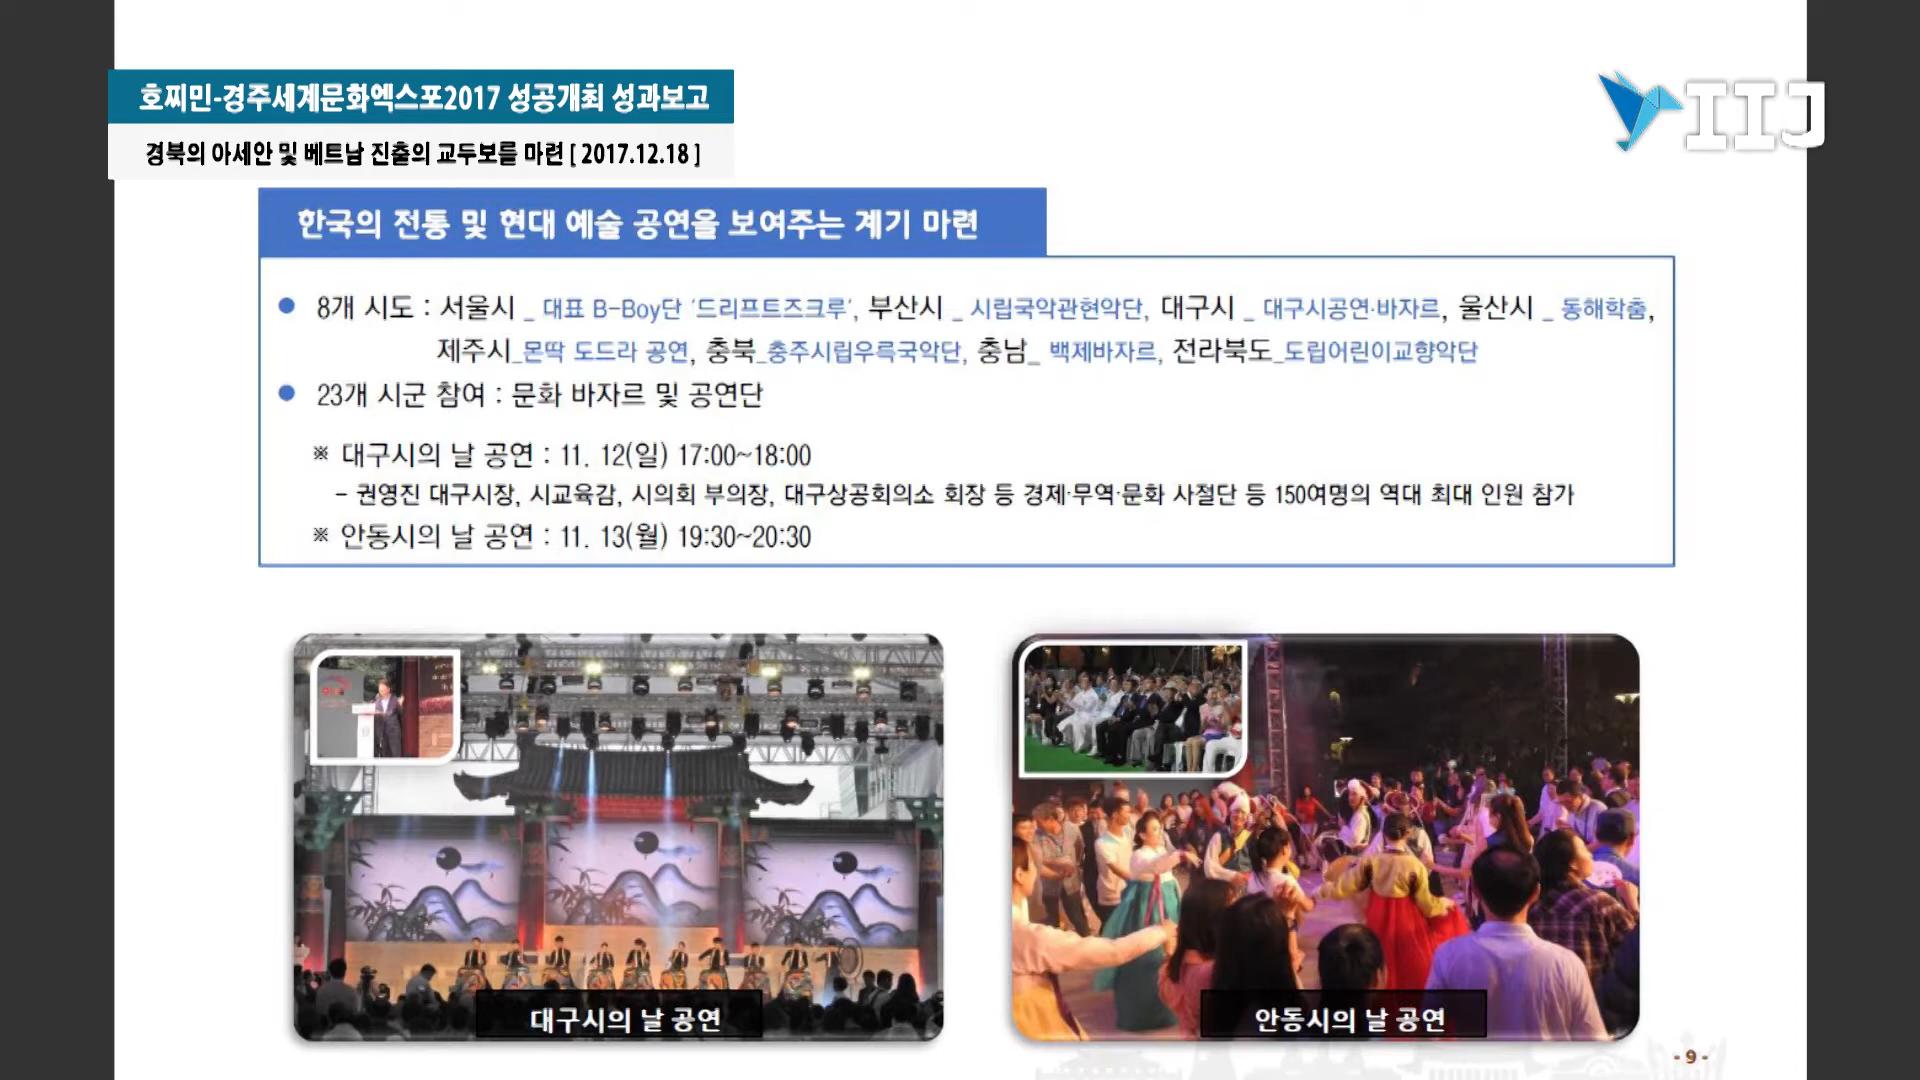 호찌민-경주세계문화엑스포2017 성공개최 성과보고
경북의 아세안 및 베트남 진출의 교두보를 마련 [ 2017.12.18 ]
IIJ
한국의 전통 및 현대 예술 공연을 보여주는 계기 마련
● 8개 시도 : 서울시 _ 대표 B-Boy단 ‘드리프트즈크루’, 부산시 _ 시립국악관현악단, 대구시 _ 대구시공연·바자르, 울산시 _ 동해학춤,
제주시_몬딱 도드라 공연, 충북_충주시립우륵국악단, 충남_ 백제바자르, 전라북도_도립어린이교향악단
● 23개 시군 참여 : 문화 바자르 및 공연단
※ 대구시의 날 공연 : 11. 12(일) 17:00~18:00
- 권영진 대구시장, 시교육감, 시의회 부의장, 대구상공회의소 회장 등 경제·무역·문화 사절단 등 150여명의 역대 최대 인원 참가
※ 안동시의 날 공연 : 11. 13(월) 19:30~20:30
대구시의 날 공연
안동시의 날 공연
- 9 -